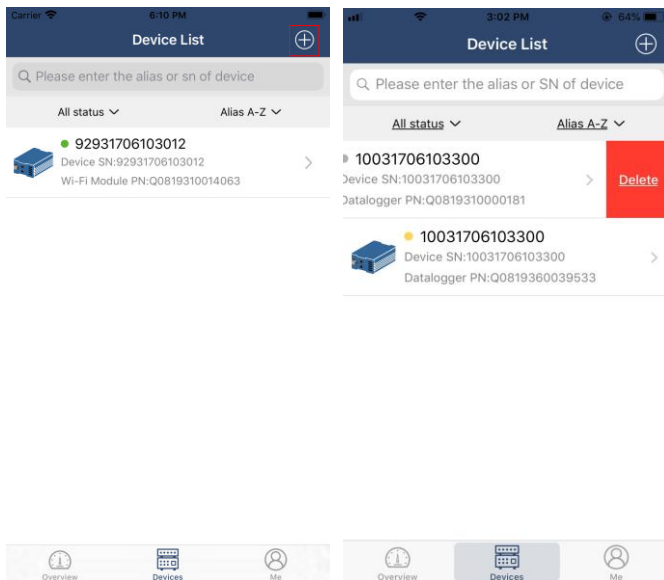 Carrier 6:10 PM
Device List
Please enter the alias or sn of device
All status Alias A-Z
92931706103012
Device SN:92931706103012
Wi-Fi Module PN:Q0819310014063
Overview Devices Me
3:02 PM 64%
Device List
Please enter the alias or SN of device
All status Alias A-Z
10031706103300
Device SN:10031706103300
Datalogger PN:Q0819310000181
Delete
10031706103300
Device SN:10031706103300
Datalogger PN:Q0819360039533
Overview Devices Me